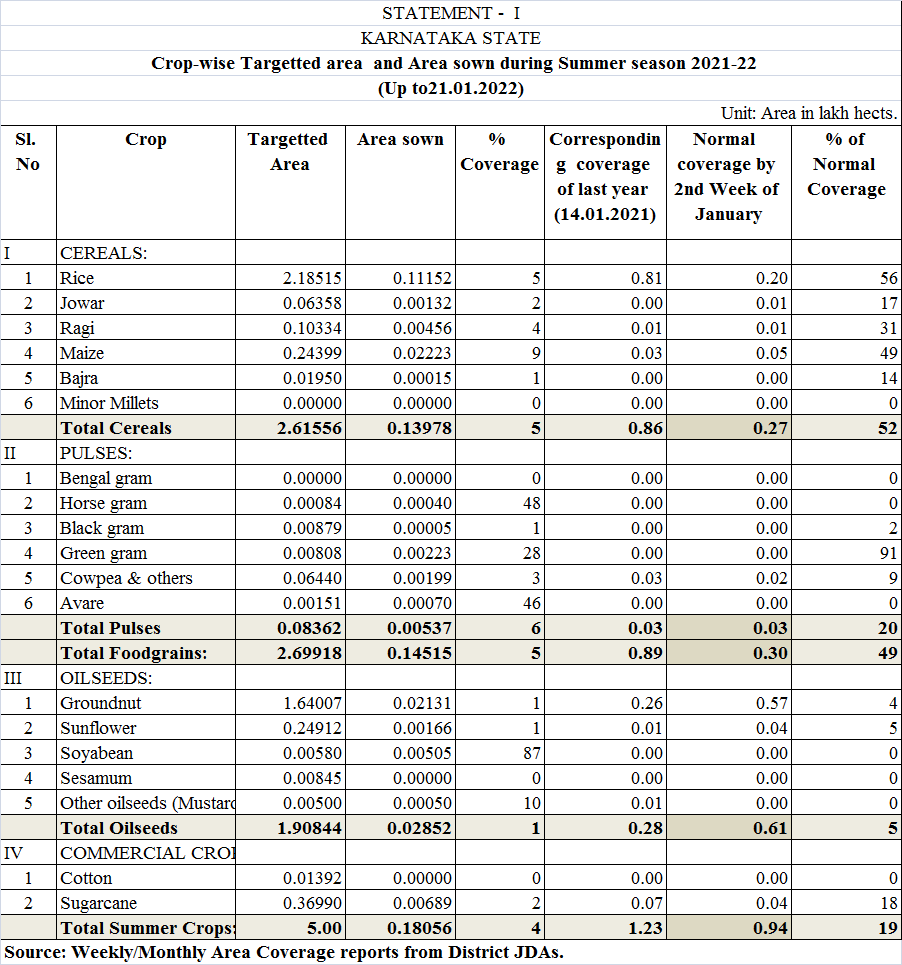 STATEMENT - I
KARNATAKA STATE
Crop-wise Targetted area and Area sown during Summer season 2021-22
(Up to21.01.2022)
Unit: Area in lakh hects.
Sl. No Crop Targetted Area Area sown % Coverage Correspondin g coverage of last year (14.01.2021) Normal coverage by 2nd Week of January % of Normal Coverage
I CEREALS:
1 Rice 2.18515 0.11152 5 0.81 0.20 56
2 Jowar 0.06358 0.00132 2 0.00 0.01 17
3 Ragi 0.10334 0.00456 4 0.01 0.01 31
4 Maize 0.24399 0.02223 9 0.03 0.05 49
5 Bajra 0.01950 0.00015 1 0.00 0.00 14
6 Minor Millets 0.00000 0.00000 0 0.00 0.00 0
Total Cereals 2.61556 0.13978 5 0.86 0.27 52
II PULSES:
1 Bengal gram 0.00000 0.00000 0 0.00 0.00 0
2 Horse gram 0.00084 0.00040 48 0.00 0.00 0
3 Black gram 0.00879 0.00005 1 0.00 0.00 2
4 Green gram 0.00808 0.00223 28 0.00 0.00 91
5 Cowpea & others 0.06440 0.00199 3 0.03 0.02 9
6 Avare 0.00151 0.00070 46 0.00 0.00 0
Total Pulses 0.08362 0.00537 6 0.03 0.03 20
Total Foodgrains: 2.69918 0.14515 5 0.89 0.30 49
III OILSEEDS:
1 Groundnut 1.64007 0.02131 1 0.26 0.57 4
2 Sunflower 0.24912 0.00166 1 0.01 0.04 5
3 Soyabean 0.00580 0.00505 87 0.00 0.00 0
4 Sesamum 0.00845 0.00000 0 0.00 0.00 0
5 Other oilseeds (Mustard 0.00500 0.00050 10 0.01 0.00 0
Total Oilseeds 1.90844 0.02852 1 0.28 0.61 5
IV COMMERCIAL CROI
1 Cotton 0.01392 0.00000 0 0.00 0.00 0
2 Sugarcane 0.36990 0.00689 2 0.07 0.04 18
Total Summer Crops: 5.00 0.18056 4 1.23 0.94 19
Source: Weekly/Monthly Area Coverage reports from District JDAs.